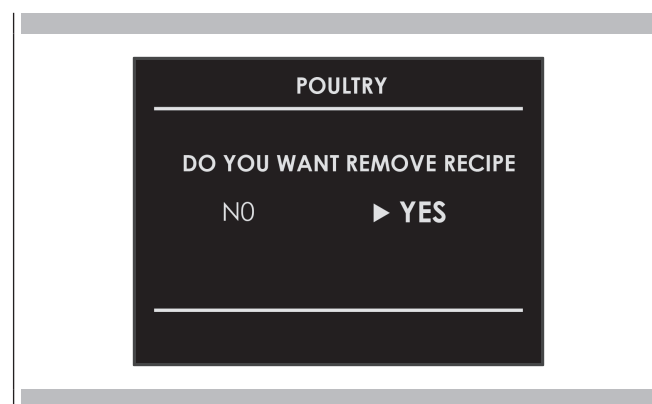 POULTRY
DO YOU WANT REMOVE RECIPE
N0 ▶ YES